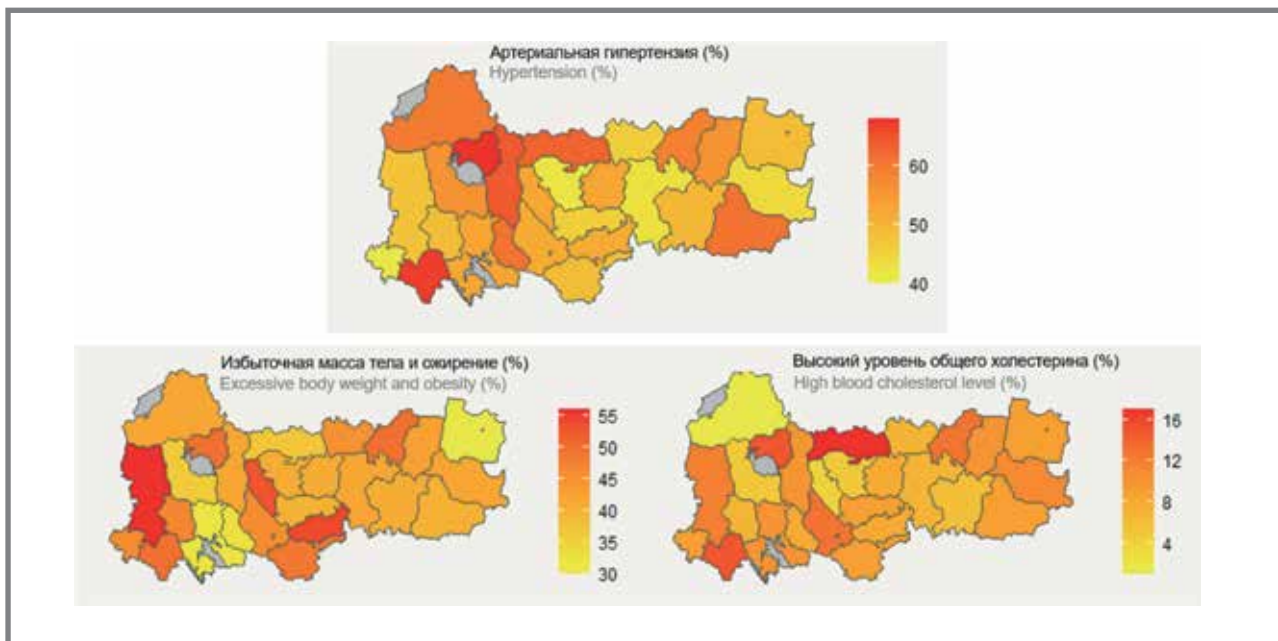 Артериальная гипертензия (%)
Hypertension (%)
60
50
40
Избыточная масса тела и ожирение (%)
Excessive body weight and obesity (%)
55
50
45
40
35
30
Высокий уровень общего холестерина (%)
High blood cholesterol level (%)
16
12
8
4